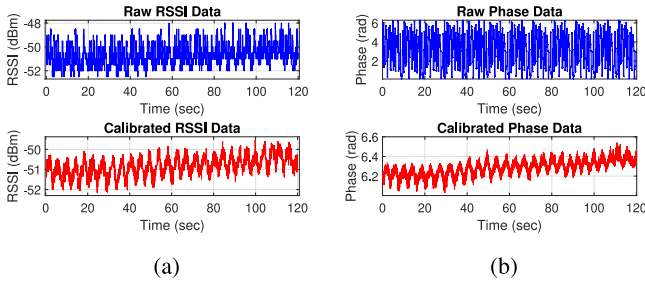 Raw RSSI Data
RSSI (dBm)
-48
-50
-52
0 20 40 60 80 100 120
Time (sec)
Calibrated RSSI Data
RSSI (dBm)
-50
-51
-52
0 20 40 60 80 100 120
Time (sec)
(a)
Raw Phase Data
Phase (rad)
6
4
2
0 20 40 60 80 100 120
Time (sec)
Calibrated Phase Data
Phase (rad)
6.6
6.4
6.2
0 20 40 60 80 100 120
Time (sec)
(b)